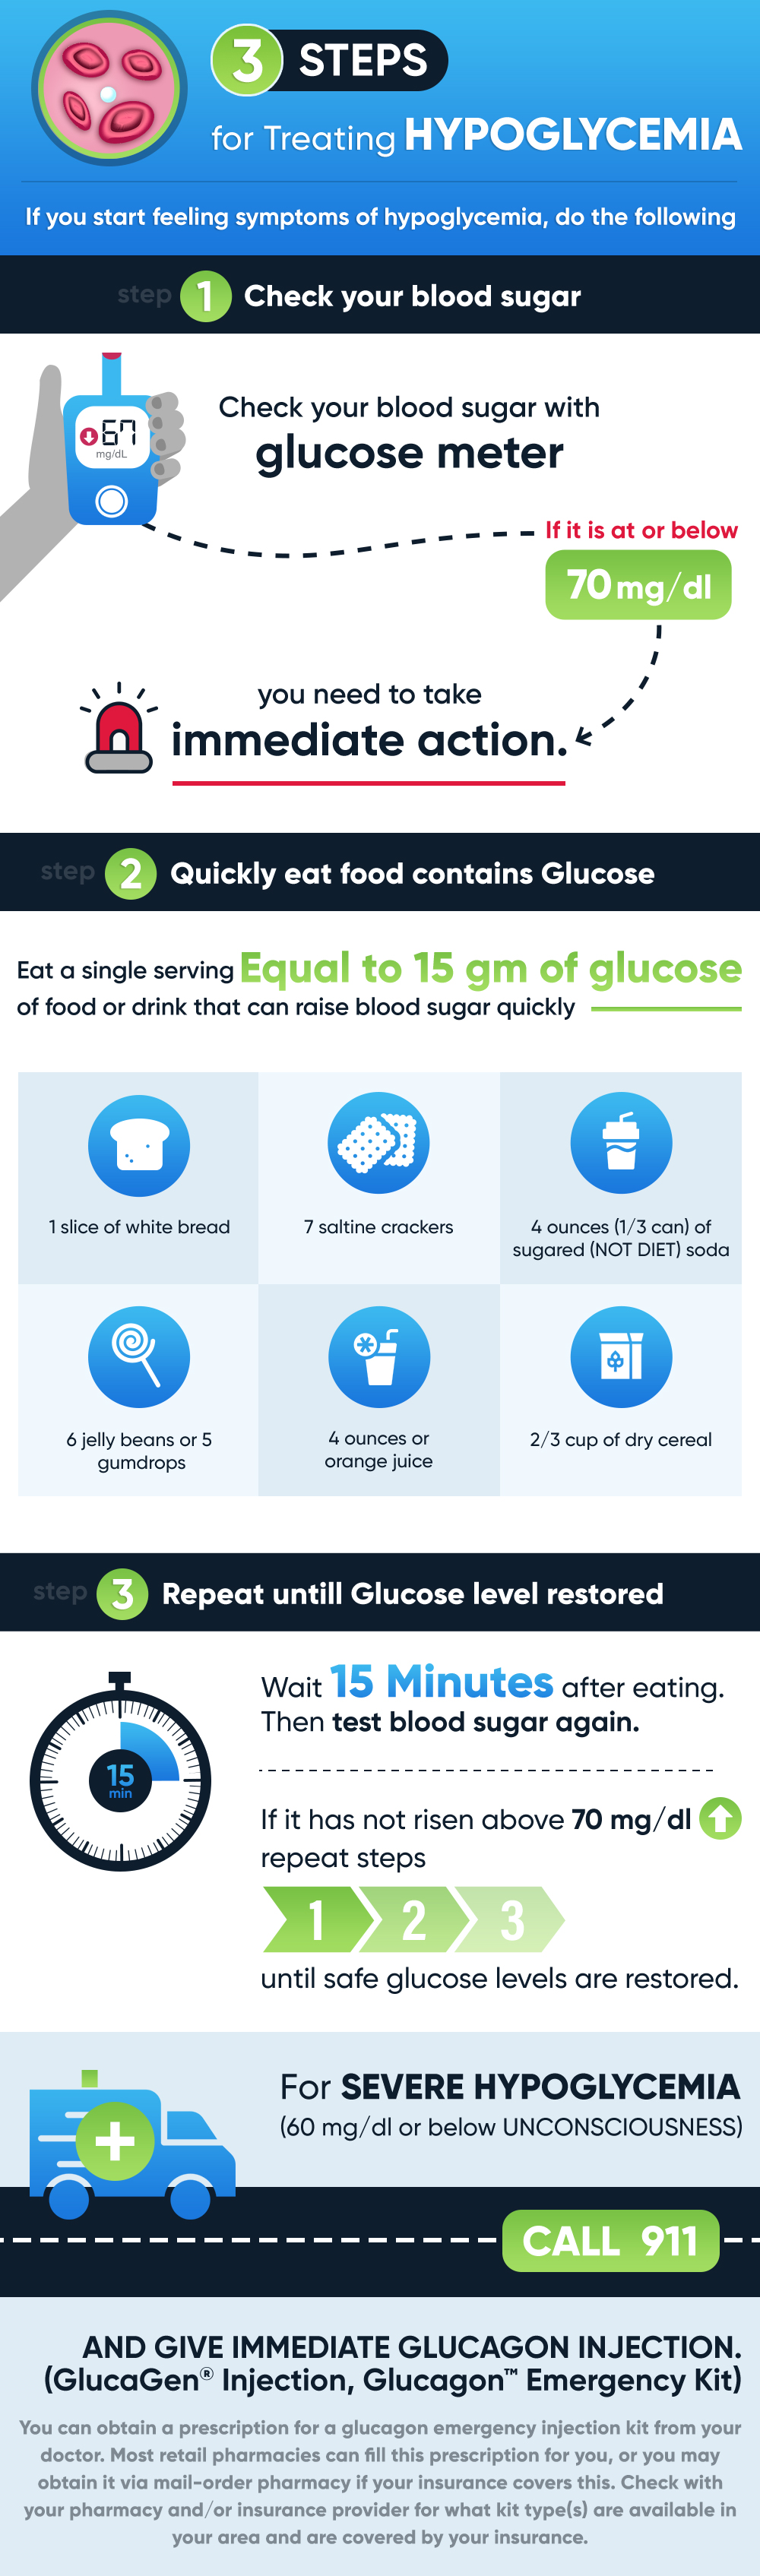 3 STEPS
for Treating HYPOGLYCEMIA
If you start feeling symptoms of hypoglycemia, do the following
step 1 Check your blood sugar
67
mg/dL
Check your blood sugar with
glucose meter
If it is at or below
70 mg/dl
you need to take
immediate action.
step 2 Quickly eat food contains Glucose
Eat a single serving Equal to 15 gm of glucose
of food or drink that can raise blood sugar quickly
1 slice of white bread
7 saltine crackers
4 ounces (1/3 can) of
sugared (NOT DIET) soda
6 jelly beans or 5
gumdrops
4 ounces or
orange juice
2/3 cup of dry cereal
step 3 Repeat untill Glucose level restored
15
min
Wait 15 Minutes after eating.
Then test blood sugar again.
If it has not risen above 70 mg/dl
repeat steps
1 2 3
until safe glucose levels are restored.
For SEVERE HYPOGLYCEMIA
(60 mg/dl or below UNCONSCIOUSNESS)
CALL 911
AND GIVE IMMEDIATE GLUCAGON INJECTION.
(GlucaGen® Injection, Glucagon™ Emergency Kit)
You can obtain a prescription for a glucagon emergency injection kit from your
doctor. Most retail pharmacies can fill this prescription for you, or you may
obtain it via mail-order pharmacy if your insurance covers this. Check with
your pharmacy and/or insurance provider for what kit type(s) are available in
your area and are covered by your insurance.